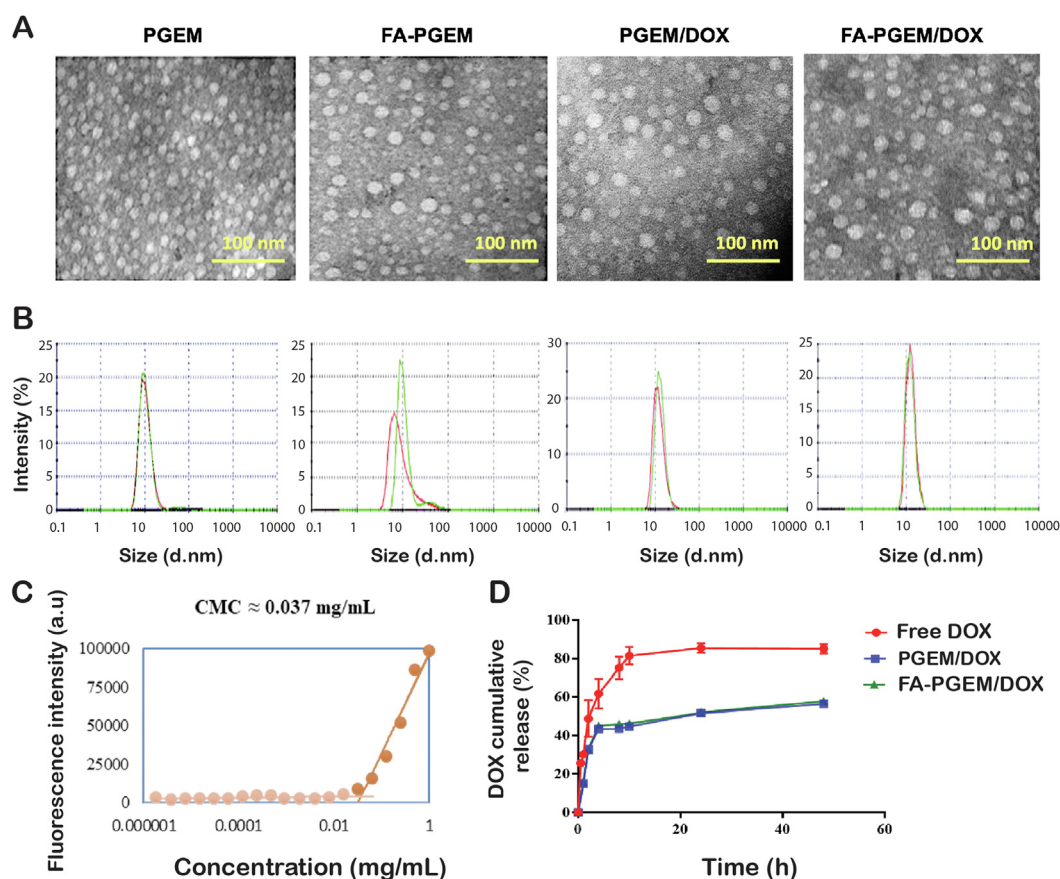 A
PGEM FA-PGEM PGEM/DOX FA-PGEM/DOX
100 nm 100 nm 100 nm 100 nm
B
Intensity (%)
25 20 15 10 5 0
0.1 1 10 100 1000 10000
Size (d.nm)
25 20 15 10 5 0
0.1 1 10 100 1000 10000
Size (d.nm)
30 20 10 0
0.1 1 10 100 1000 10000
Size (d.nm)
25 20 15 10 5 0
0.1 1 10 100 1000 10000
Size (d.nm)
C
CMC ≈ 0.037 mg/mL
Fluorescence intensity (a.u)
100000
75000
50000
25000
0
0.000001 0.0001 0.01 1
Concentration (mg/mL)
D
DOX cumulative
release (%)
100
80
60
40
20
0
0 20 40 60
Time (h)
Free DOX
PGEM/DOX
FA-PGEM/DOX